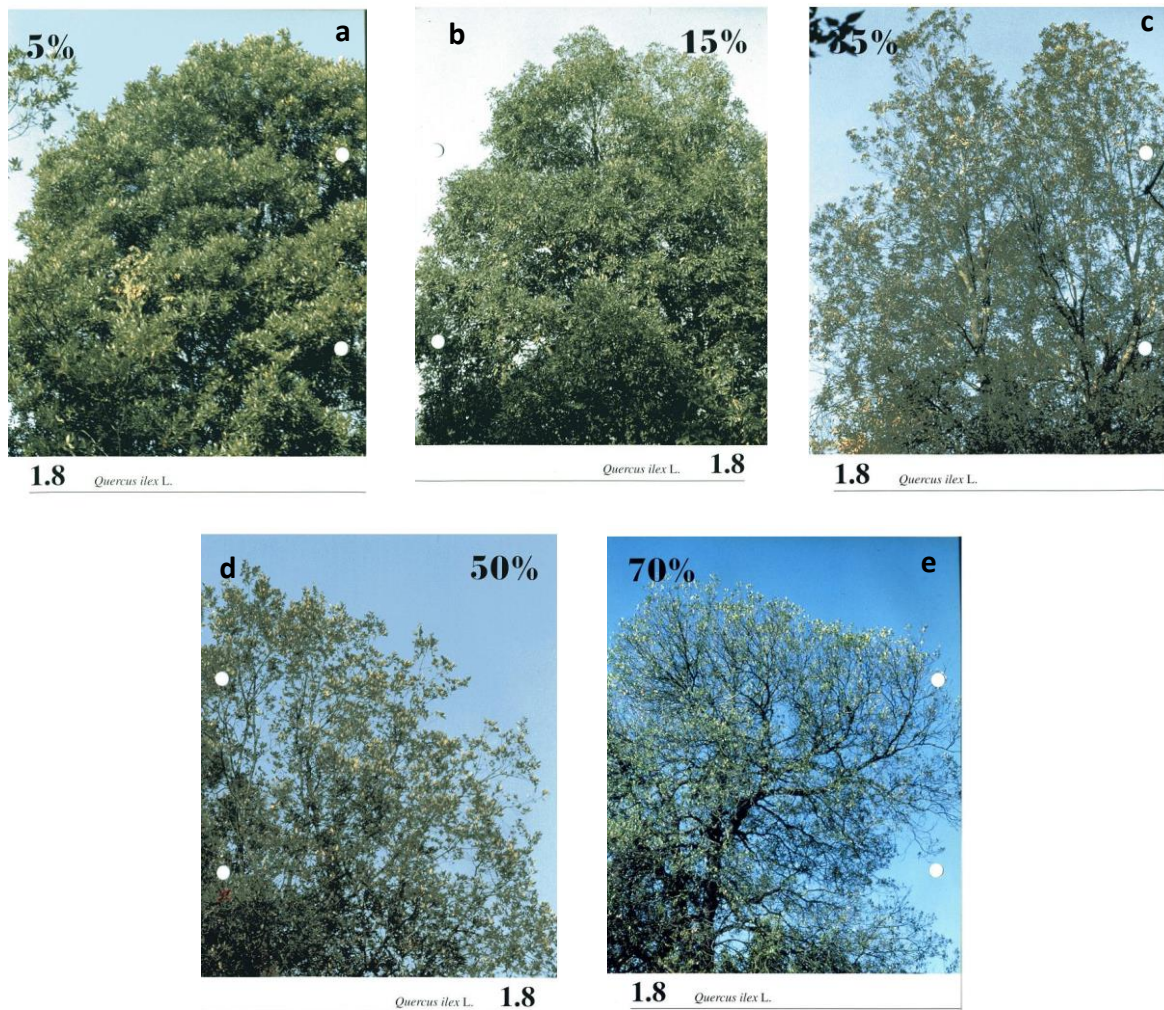 5%
a
b
15%
35%
c
1.8 Quercus ilex L.
Quercus ilex L. 1.8
1.8 Quercus ilex L.
d
50%
70%
e
Quercus ilex L. 1.8
1.8 Quercus ilex L.